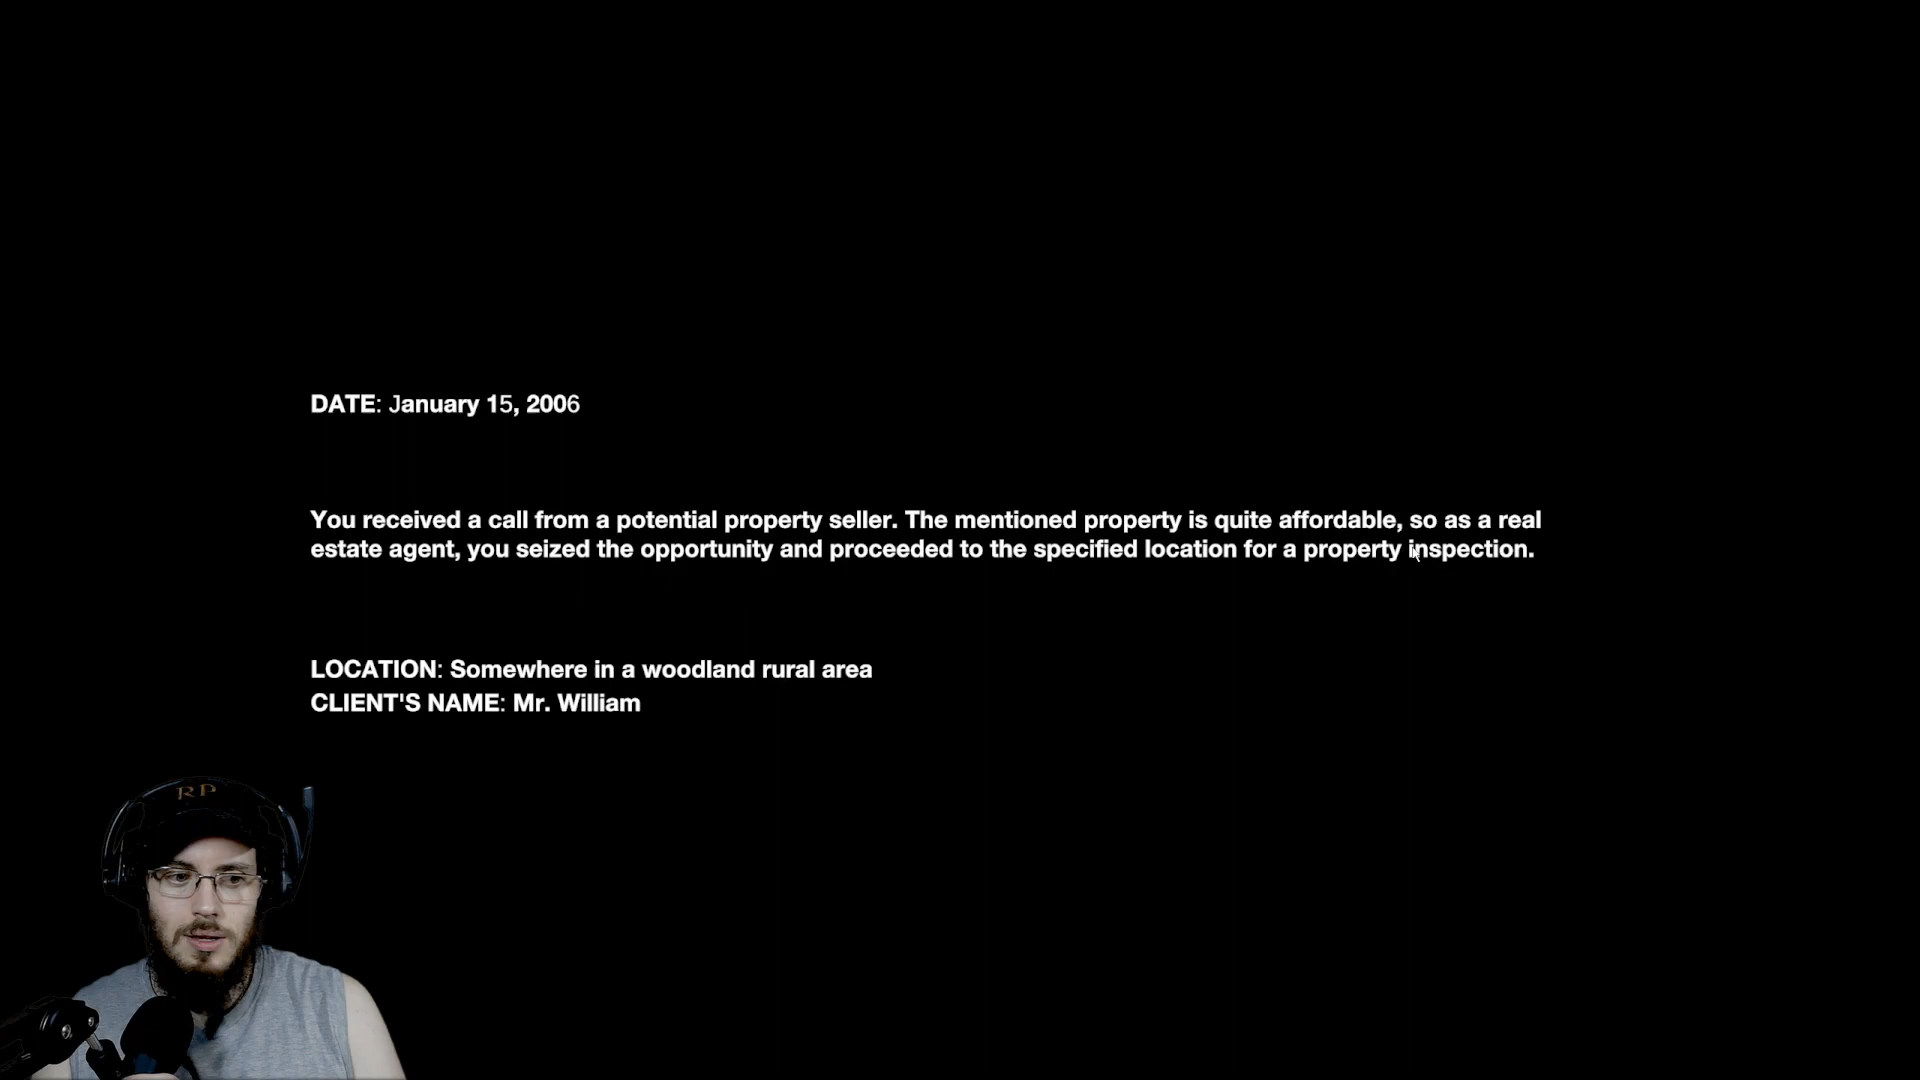 DATE: January 15, 2006
You received a call from a potential property seller. The mentioned property is quite affordable, so as a real
estate agent, you seized the opportunity and proceeded to the specified location for a property inspection.
LOCATION: Somewhere in a woodland rural area
CLIENT'S NAME: Mr. William
RP